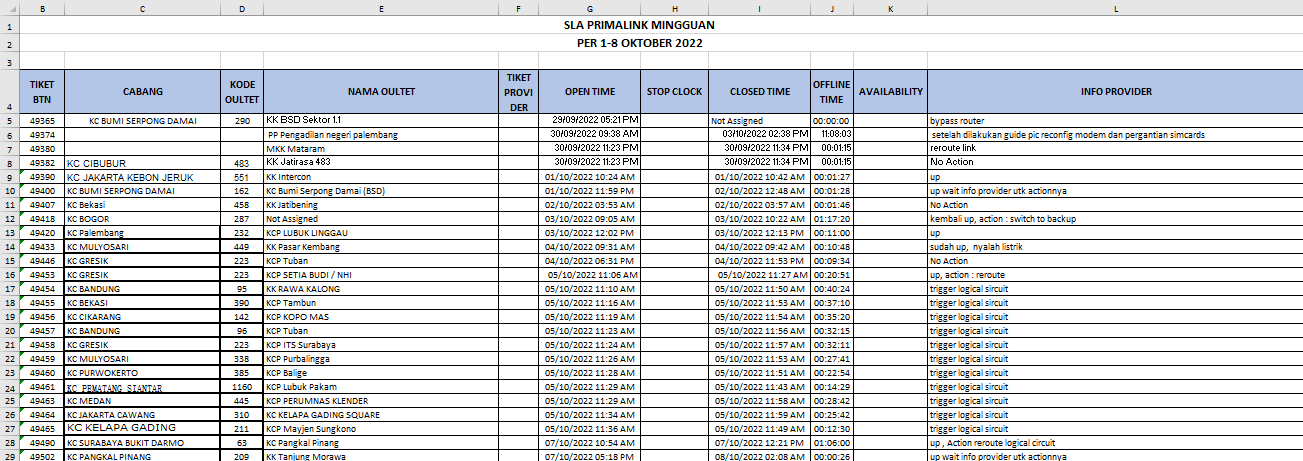 B C D E F G H I J K L
1 SLA PRIMALINK MINGGUAN
2 PER 1-8 OKTOBER 2022
3
4 TIKET BTN CABANG KODE OULTET NAMA OULTET TIKET PROVI DER OPEN TIME STOP CLOCK CLOSED TIME OFFLINE TIME AVAILABILITY INFO PROVIDER
5 49365 KC BUMI SERPONG DAMAI 290 KK BSD Sektor 1.1 29/09/2022 05:21 PM Not Assigned 00:00:00 bypass router
6 49374 PP Pengadilan negeri palembang 30/09/2022 09:38 AM 03/10/2022 02:38 PM 11:08:03 setelah dilakukan guide pic reconfig modem dan pergantian simcards
7 49380 MKK Mataram 30/09/2022 11:23 PM 30/09/2022 11:34 PM 00:01:15 reroute link
8 49382 KC CIBUBUR 483 KK Jatirasa 483 30/09/2022 11:23 PM 30/09/2022 11:34 PM 00:01:15 No Action
9 49390 KC JAKARTA KEBON JERUK 551 KK Intercon 01/10/2022 10:24 AM 01/10/2022 10:42 AM 00:01:27 up
10 49400 KC BUMI SERPONG DAMAI 162 KC Bumi Serpong Damai (BSD) 01/10/2022 11:59 PM 02/10/2022 12:48 AM 00:01:28 up wait info provider utk actionnya
11 49407 KC Bekasi 458 KK Jatibening 02/10/2022 03:53 AM 02/10/2022 03:57 AM 00:01:46 No Action
12 49418 KC BOGOR 287 Not Assigned 03/10/2022 09:05 AM 03/10/2022 10:22 AM 01:17:20 kembali up, action : switch to backup
13 49420 KC Palembang 232 KCP LUBUK LINGGAU 03/10/2022 12:02 PM 03/10/2022 12:13 PM 00:11:00 up
14 49433 KC MULYOSARI 449 KK Pasar Kembang 04/10/2022 09:31 AM 04/10/2022 09:42 AM 00:10:48 sudah up, nyalah listrik
15 49446 KC GRESIK 223 KCP Tuban 04/10/2022 06:31 PM 04/10/2022 11:53 PM 00:09:34 No Action
16 49453 KC GRESIK 223 KCP SETIA BUDI / NHI 05/10/2022 11:06 AM 05/10/2022 11:27 AM 00:20:51 up, action : reroute
17 49454 KC BANDUNG 95 KK RAWA KALONG 05/10/2022 11:10 AM 05/10/2022 11:50 AM 00:40:24 trigger logical sircuit
18 49455 KC BEKASI 390 KCP Tambun 05/10/2022 11:16 AM 05/10/2022 11:53 AM 00:37:10 trigger logical sircuit
19 49456 KC CIKARANG 142 KCP KOPO MAS 05/10/2022 11:19 AM 05/10/2022 11:54 AM 00:35:20 trigger logical sircuit
20 49457 KC BANDUNG 96 KCP Tuban 05/10/2022 11:23 AM 05/10/2022 11:56 AM 00:32:15 trigger logical sircuit
21 49458 KC GRESIK 223 KCP ITS Surabaya 05/10/2022 11:24 AM 05/10/2022 11:57 AM 00:32:11 trigger logical sircuit
22 49459 KC MULYOSARI 338 KCP Purbalingga 05/10/2022 11:26 AM 05/10/2022 11:53 AM 00:27:41 trigger logical sircuit
23 49460 KC PURWOKERTO 385 KCP Balige 05/10/2022 11:28 AM 05/10/2022 11:51 AM 00:22:54 trigger logical sircuit
24 49461 KC PEMATANG SIANTAR 1160 KCP Lubuk Pakam 05/10/2022 11:29 AM 05/10/2022 11:43 AM 00:14:29 trigger logical sircuit
25 49463 KC MEDAN 445 KCP PERUMNAS KLENDER 05/10/2022 11:29 AM 05/10/2022 11:58 AM 00:28:42 trigger logical sircuit
26 49464 KC JAKARTA CAWANG 310 KC KELAPA GADING SQUARE 05/10/2022 11:34 AM 05/10/2022 11:59 AM 00:25:42 trigger logical sircuit
27 49465 KC KELAPA GADING 211 KCP Mayjen Sungkono 05/10/2022 11:36 AM 05/10/2022 11:49 AM 00:12:30 trigger logical sircuit
28 49490 KC SURABAYA BUKIT DARMO 63 KC Pangkal Pinang 07/10/2022 10:54 AM 07/10/2022 12:21 PM 01:06:00 up , Action reroute logical circuit
29 49502 KC PANGKAL PINANG 209 KK Tanjung Morawa 07/10/2022 05:18 PM 08/10/2022 02:08 AM 00:00:26 up wait info provider utk actionnya